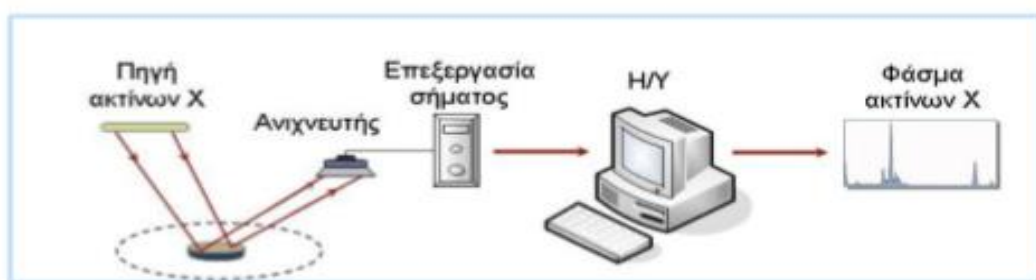 Πηγή
ακτίνων Χ
Ανιχνευτής
Επεξεργασία
σήματος
Η/Υ
Φάσμα
ακτίνων Χ